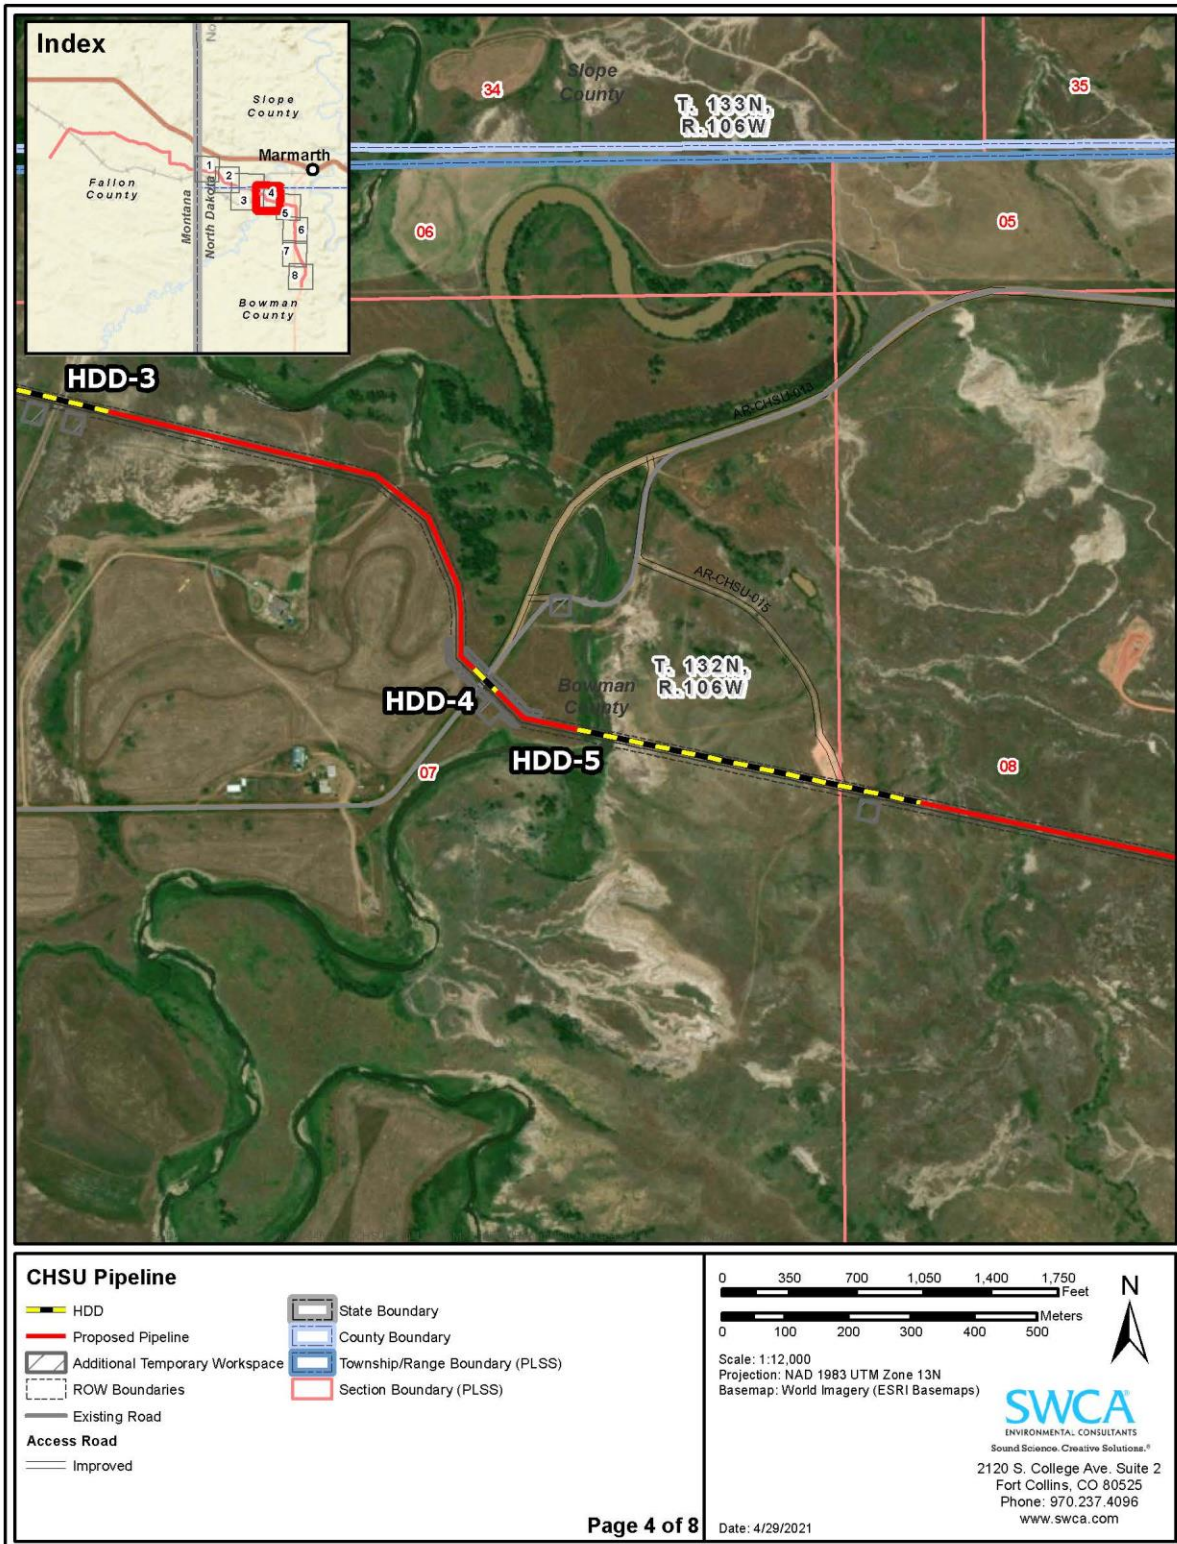 Index
Slope
County
Marmarth
Fallon
County
Montana
North Dakota
Bowman
County
1
2
3
4
5
6
7
8
No
34
Slope
County
T. 133N,
R.106W
35
06
05
HDD-3
AR-CHSU-013
AR-CHSU-015
T. 132N,
R.106W
Bowman
County
HDD-4
HDD-5
07
08
CHSU Pipeline
HDD
Proposed Pipeline
Additional Temporary Workspace
ROW Boundaries
Existing Road
Access Road
Improved
State Boundary
County Boundary
Township/Range Boundary (PLSS)
Section Boundary (PLSS)
Page 4 of 8
0 350 700 1,050 1,400 1,750
Feet
Meters
0 100 200 300 400 500
N
Scale: 1:12,000
Projection: NAD 1983 UTM Zone 13N
Basemap: World Imagery (ESRI Basemaps)
SWCA®
ENVIRONMENTAL CONSULTANTS
Sound Science. Creative Solutions.®
2120 S. College Ave. Suite 2
Fort Collins, CO 80525
Phone: 970.237.4096
www.swca.com
Date: 4/29/2021